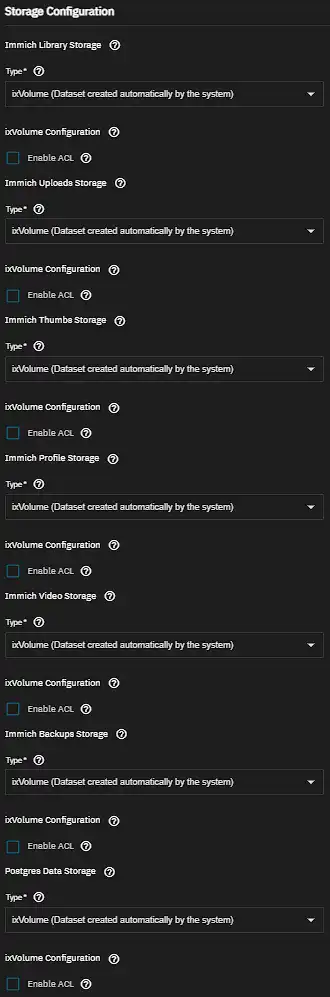 Storage Configuration
Immich Library Storage
Type*
ixVolume (Dataset created automatically by the system)
ixVolume Configuration
Enable ACL
Immich Uploads Storage
Type*
ixVolume (Dataset created automatically by the system)
ixVolume Configuration
Enable ACL
Immich Thumbs Storage
Type*
ixVolume (Dataset created automatically by the system)
ixVolume Configuration
Enable ACL
Immich Profile Storage
Type*
ixVolume (Dataset created automatically by the system)
ixVolume Configuration
Enable ACL
Immich Video Storage
Type*
ixVolume (Dataset created automatically by the system)
ixVolume Configuration
Enable ACL
Immich Backups Storage
Type*
ixVolume (Dataset created automatically by the system)
ixVolume Configuration
Enable ACL
Postgres Data Storage
Type*
ixVolume (Dataset created automatically by the system)
ixVolume Configuration
Enable ACL